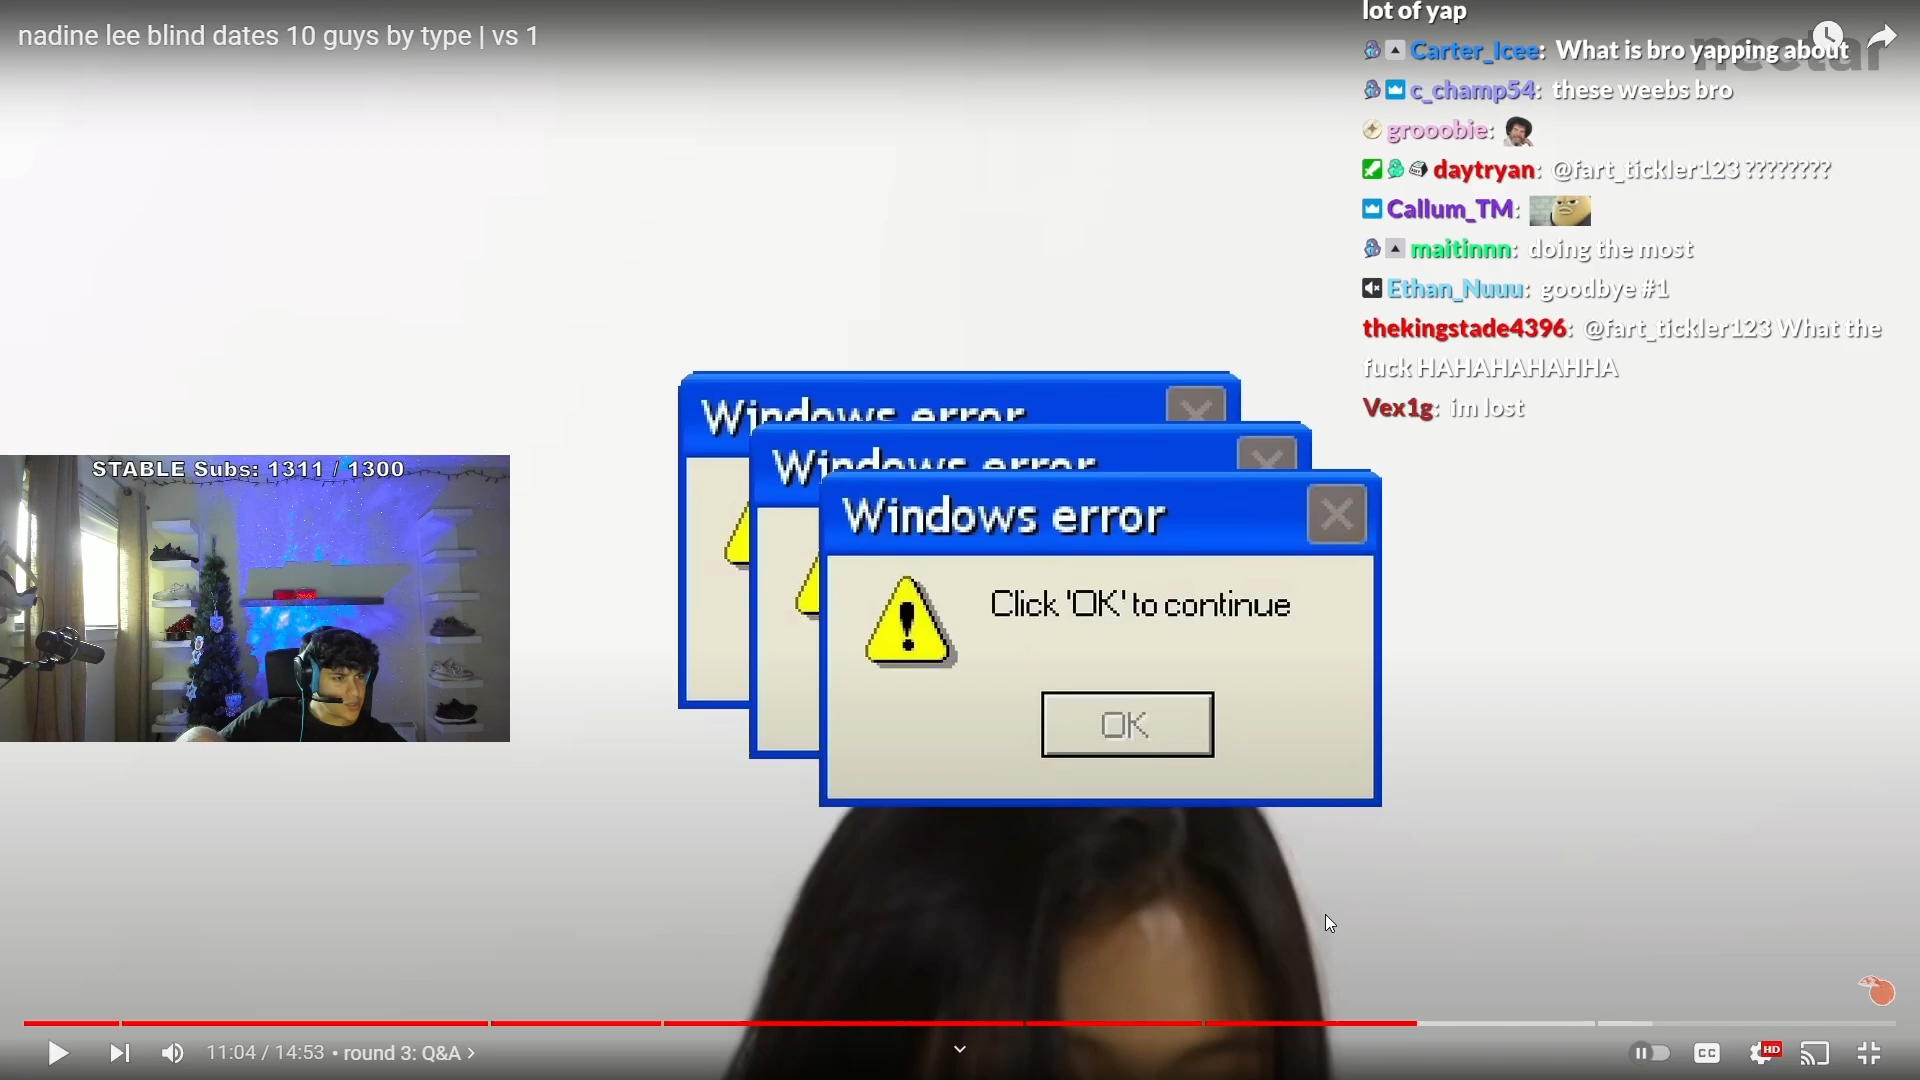 nadine lee blind dates 10 guys by type | vs 1
lot of yap
nectar
Carter_Icee: What is bro yapping about
c_champ54: these weebs bro
grooobie:
daytryan: @fart_tickler123 ????????
Callum_TM:
maitinnn: doing the most
Ethan_Nuuu: goodbye #1
thekingstade4396: @fart_tickler123 What the
fuck HAHAHAHAHHA
Vex1g: im lost
Windows error
Windows error
Windows error
Click 'OK' to continue
OK
STABLE Subs: 1311 / 1300
11:04 / 14:53 • round 3: Q&A >
CC
HD